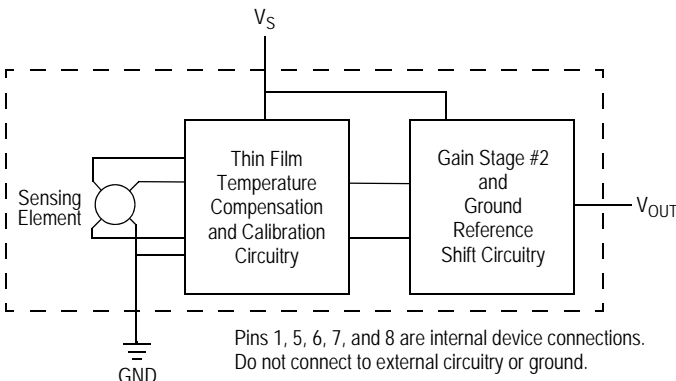 V_S
Thin Film
Temperature
Compensation
and Calibration
Circuitry
Gain Stage #2
and
Ground
Reference
Shift Circuitry
Sensing
Element
V_OUT
GND
Pins 1, 5, 6, 7, and 8 are internal device connections.
Do not connect to external circuitry or ground.